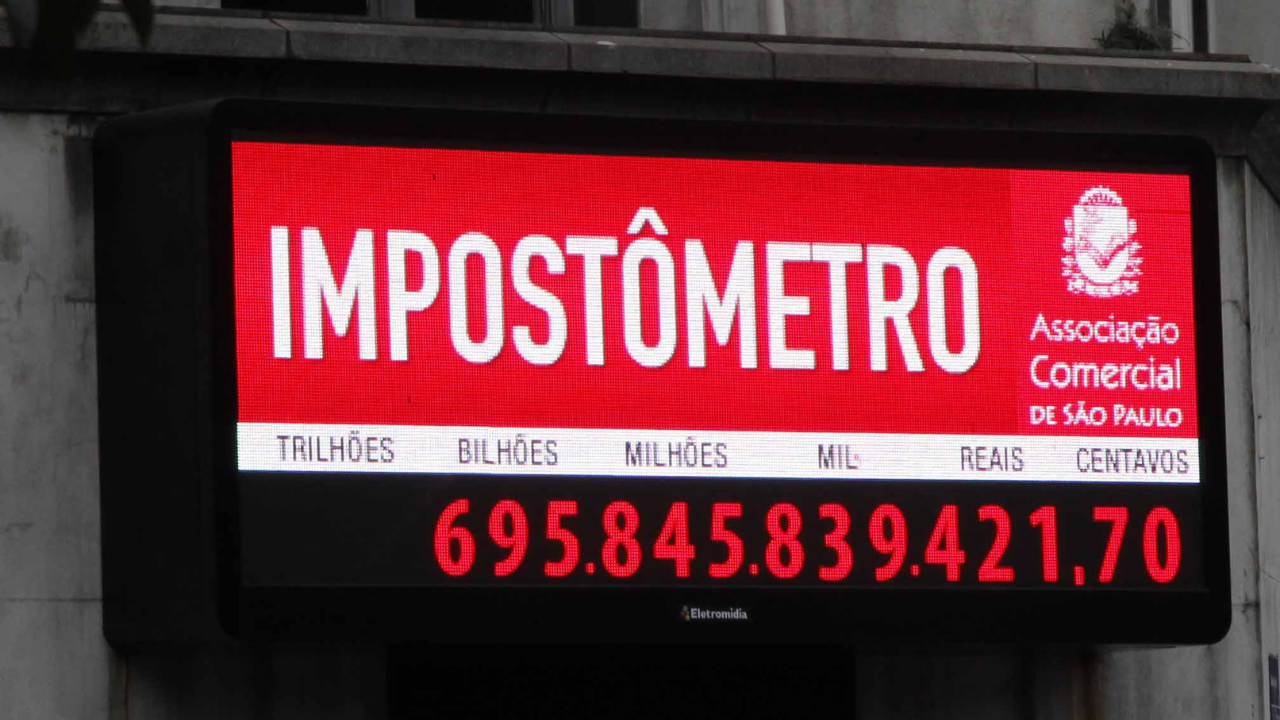 IMPOSTÔMETRO
Associação
Comercial
DE SÃO PAULO
TRILHÕES BILHÕES MILHÕES MIL REAIS CENTAVOS
695.845.839.421,70
Eletromidia